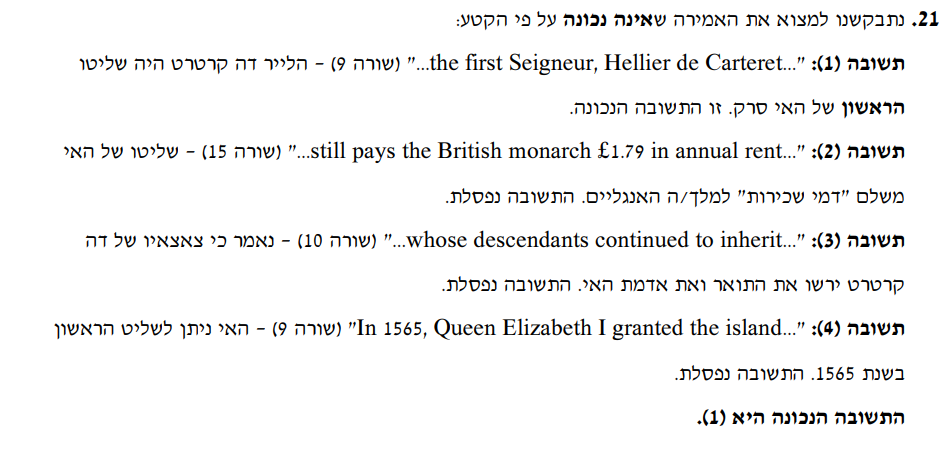 21. נתבקשנו למצוא את האמירה שאינה נכונה על פי הקטע:
תשובה (1): "...the first Seigneur, Hellier de Carteret..." (שורה 9) – הלייר דה קרטרט היה שליטו
הראשון של האי סרק. זו התשובה הנכונה.
תשובה (2): "...still pays the British monarch £1.79 in annual rent..." (שורה 15) – שליטו של האי
משלם "דמי שכירות" למלך/ה האנגליים. התשובה נפסלת.
תשובה (3): "...whose descendants continued to inherit..." (שורה 10) – נאמר כי צאצאיו של דה
קרטרט ירשו את התואר ואת אדמת האי. התשובה נפסלת.
תשובה (4): "...In 1565, Queen Elizabeth I granted the island" (שורה 9) – האי ניתן לשליט הראשון
בשנת 1565. התשובה נפסלת.
התשובה הנכונה היא (1).